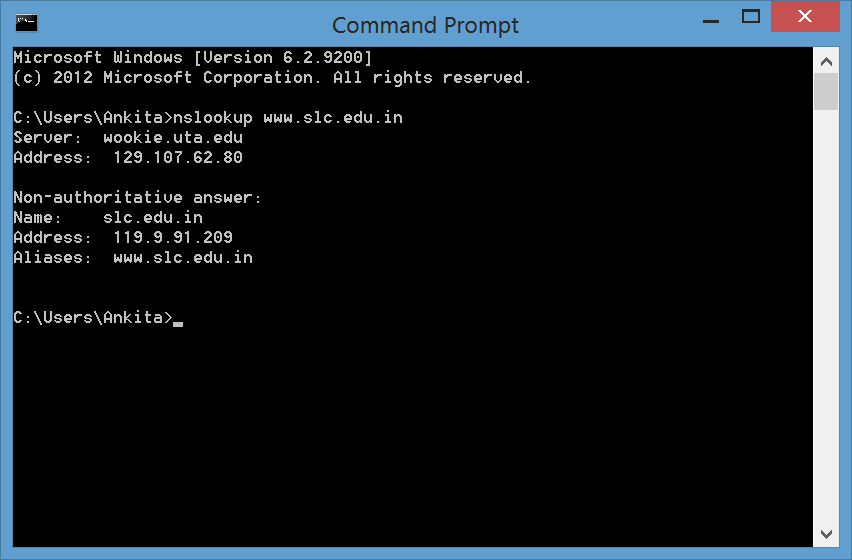 Command Prompt
Microsoft Windows [Version 6.2.9200]
(c) 2012 Microsoft Corporation. All rights reserved.
C:\Users\Ankita>nslookup www.slc.edu.in
Server:  wookie.uta.edu
Address:  129.107.62.80
Non-authoritative answer:
Name:    slc.edu.in
Address:  119.9.91.209
Aliases:  www.slc.edu.in
C:\Users\Ankita>